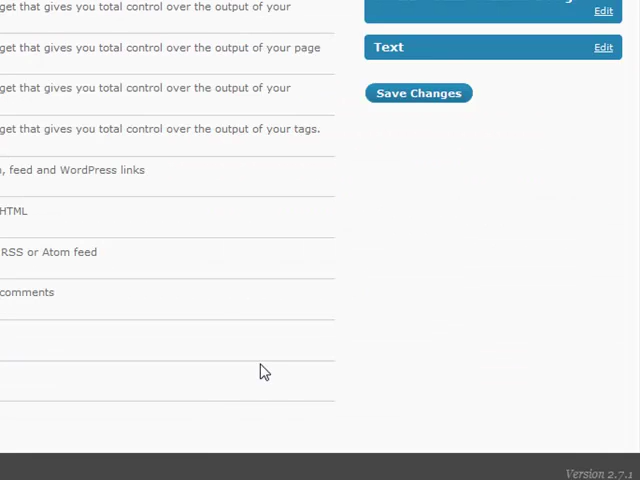 get that gives you total control over the output of your
Edit
get that gives you total control over the output of your page
Text
Edit
get that gives you total control over the output of your
Save Changes
get that gives you total control over the output of your tags.
, feed and WordPress links
HTML
RSS or Atom feed
comments
Version 2.7.1